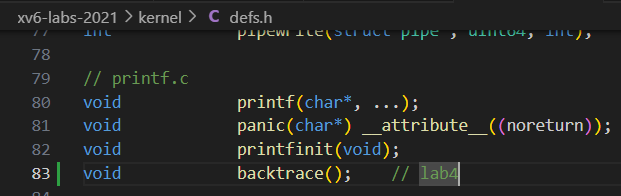 xv6-labs-2021 > kernel > C defs.h
77 int pipewrite(struct pipe*, uint64, int);
78
79 // printf.c
80 void printf(char*, ...);
81 void panic(char*) __attribute__((noreturn));
82 void printfinit(void);
83 void backtrace(); // lab4